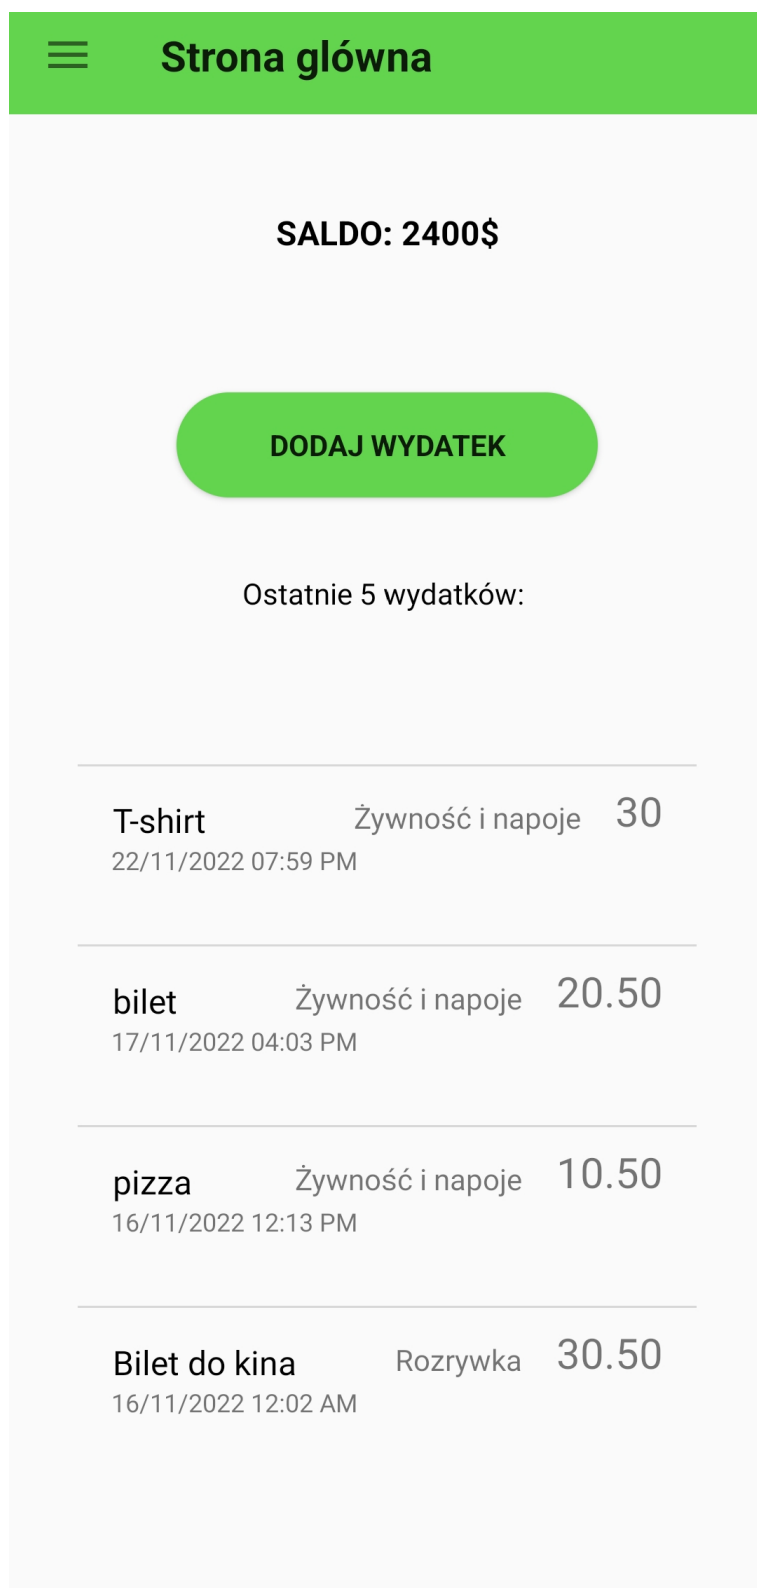 Strona glówna
SALDO: 2400$
DODAJ WYDATEK
Ostatnie 5 wydatków:
T-shirt Żywność i napoje 30
22/11/2022 07:59 PM
bilet Żywność i napoje 20.50
17/11/2022 04:03 PM
pizza Żywność i napoje 10.50
16/11/2022 12:13 PM
Bilet do kina Rozrywka 30.50
16/11/2022 12:02 AM